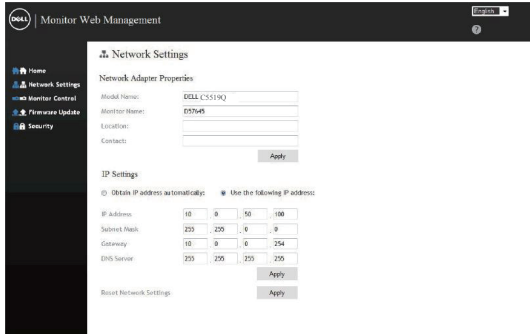 DELL
Monitor Web Management
English
?
Network Settings
Home
Network Settings
Monitor Control
Firmware Update
Security
Network Adapter Properties
Model Name: DELL C5519Q
Monitor Name: D57645
Location:
Contact:
Apply
IP Settings
Obtain IP address automatically: Use the following IP address:
IP Address 10 . 0 . 50 . 100
Subnet Mask 255 . 255 . 0 . 0
Gateway 10 . 0 . 0 . 254
DNS Server 255 . 255 . 255 . 255
Apply
Reset Network Settings Apply